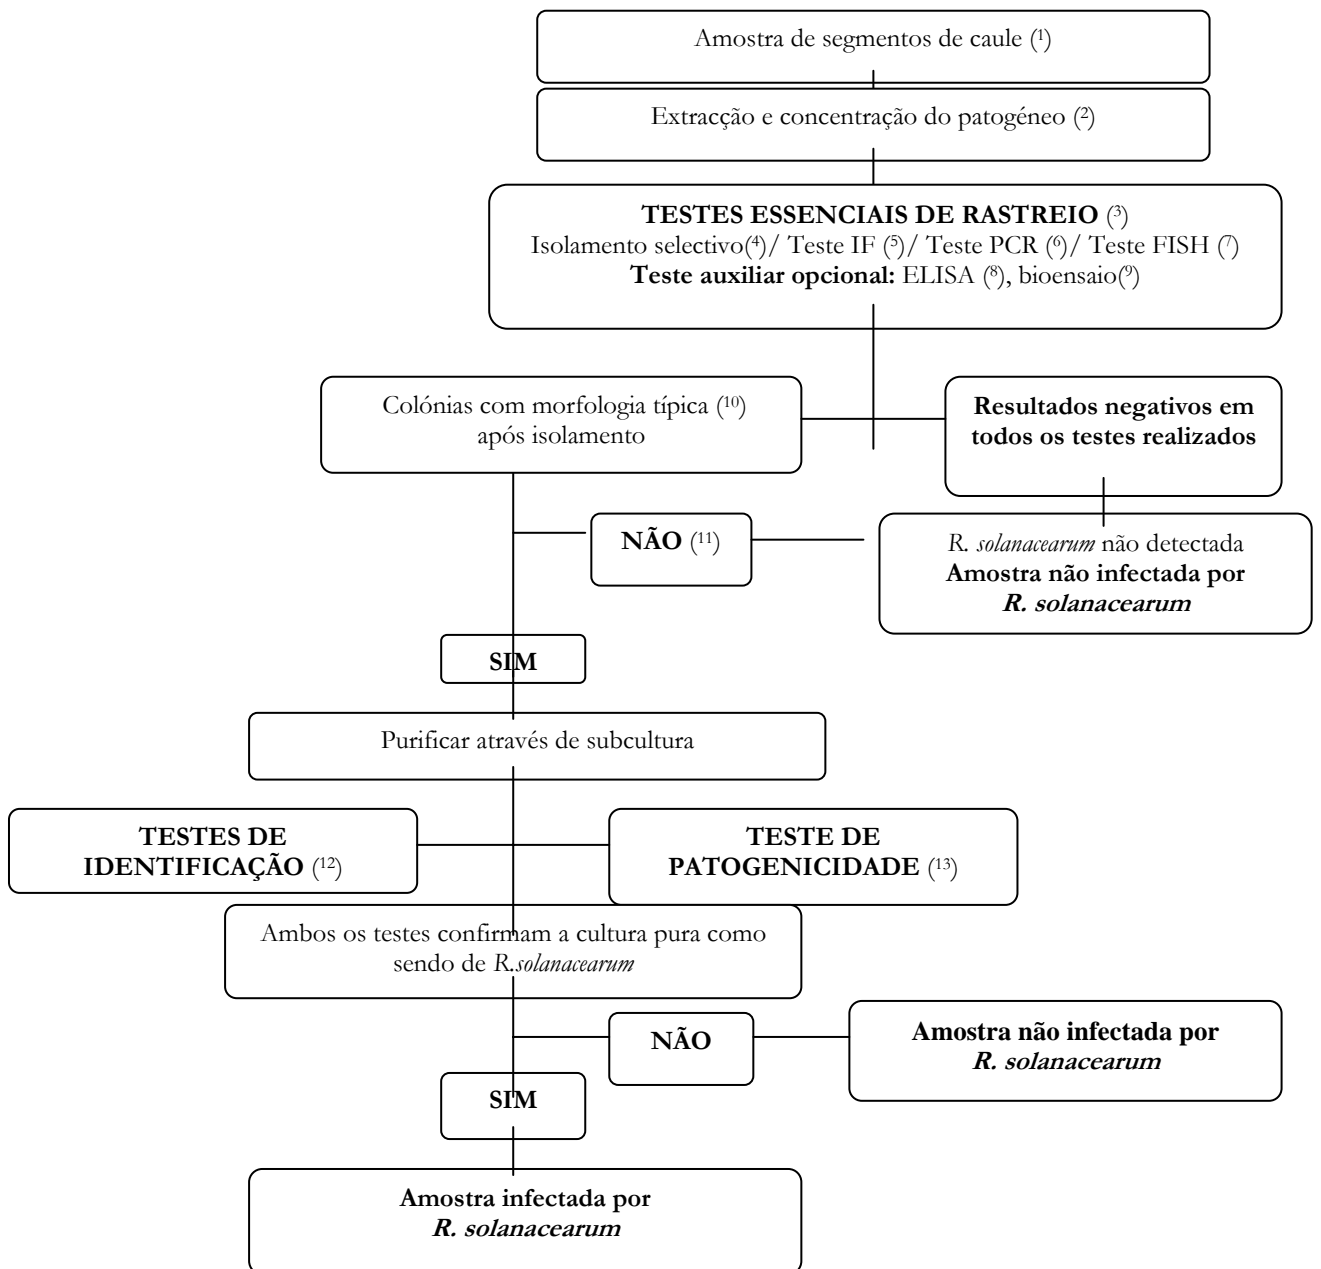 Amostra de segmentos de caule (¹)
Extracção e concentração do patogéneo (²)
TESTES ESSENCIAIS DE RASTREIO (³)
Isolamento selectivo(⁴)/ Teste IF (⁵)/ Teste PCR (⁶)/ Teste FISH (⁷)
Teste auxiliar opcional: ELISA (⁸), bioensaio(⁹)
Colónias com morfologia típica (¹⁰)
após isolamento
Resultados negativos em
todos os testes realizados
NÃO (¹¹)
R. solanacearum não detectada
Amostra não infectada por
R. solanacearum
SIM
Purificar através de subcultura
TESTES DE
IDENTIFICAÇÃO (¹²)
TESTE DE
PATOGENICIDADE (¹³)
Ambos os testes confirmam a cultura pura como
sendo de R.solanacearum
NÃO
Amostra não infectada por
R. solanacearum
SIM
Amostra infectada por
R. solanacearum